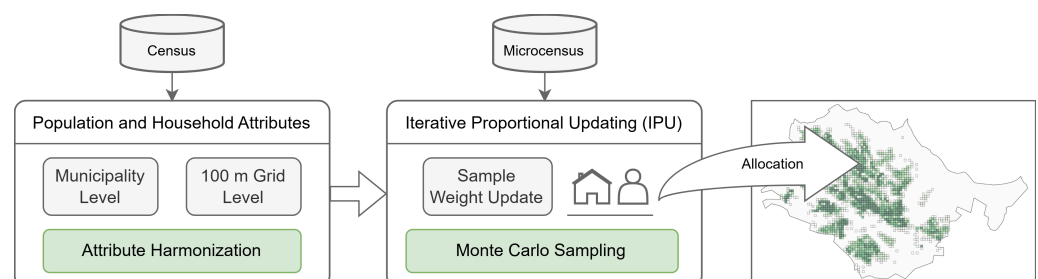 Census
Microcensus
Population and Household Attributes
Municipality
Level
100 m Grid
Level
Attribute Harmonization
Iterative Proportional Updating (IPU)
Sample
Weight Update
Monte Carlo Sampling
Allocation